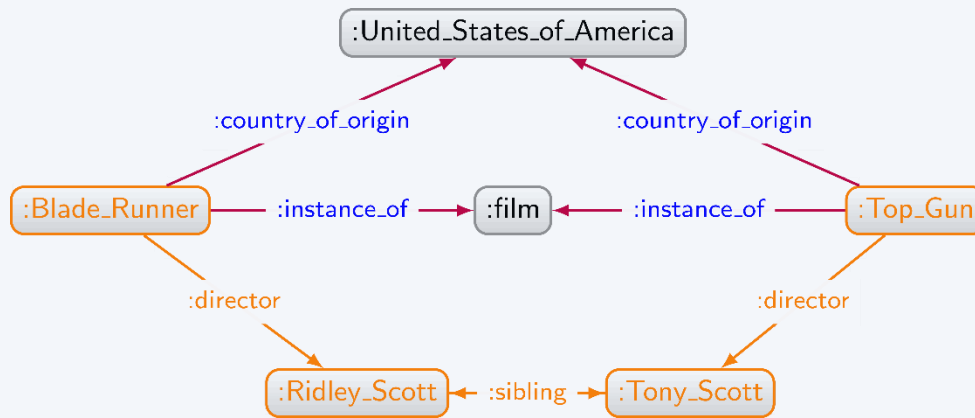 :United_States_of_America
:country_of_origin :country_of_origin
:Blade_Runner :instance_of :film :instance_of :Top_Gun
:director :director
:Ridley_Scott :sibling :Tony_Scott